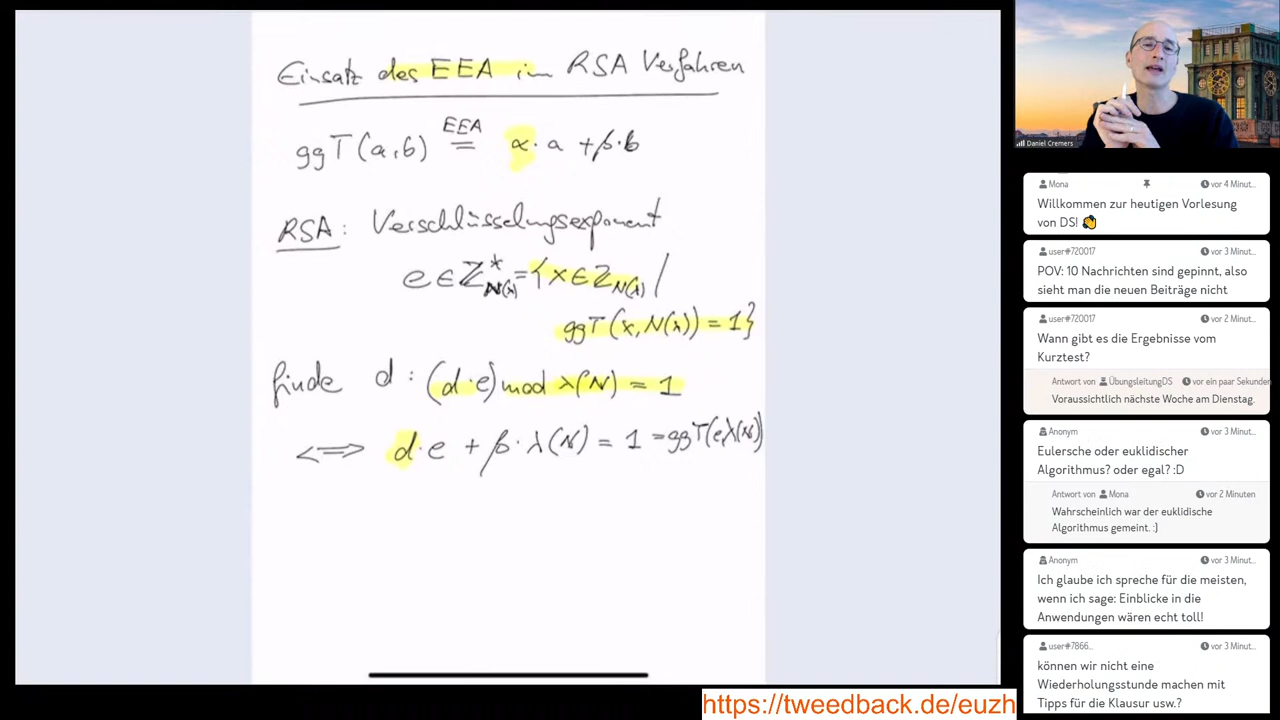 Einsatz des EEA im RSA Verfahren
ggT(a,b) = α·a + β·b
EEA
RSA: Verschlüsselungsexponent
e ∈ ℤ*_N(λ) = {x ∈ ℤ_N(λ) |
ggT(x, N(λ)) = 1}
finde d: (d·e) mod λ(N) = 1
⟺ d·e + β·λ(N) = 1 = ggT(e,λ(N))
Daniel Cremers
Mona vor 4 Minut...
Willkommen zur heutigen Vorlesung
von DS! 👏
user#720017 vor 3 Minut...
POV: 10 Nachrichten sind gepinnt, also
sieht man die neuen Beiträge nicht
user#720017 vor 2 Minut...
Wann gibt es die Ergebnisse vom
Kurztest?
Antwort von ÜbungsleitungDS vor ein paar Sekunden
Voraussichtlich nächste Woche am Dienstag.
Anonym vor 3 Minut...
Eulersche oder euklidischer
Algorithmus? oder egal? :D
Antwort von Mona vor 2 Minuten
Wahrscheinlich war der euklidische
Algorithmus gemeint. :)
Anonym vor 3 Minut...
Ich glaube ich spreche für die meisten,
wenn ich sage: Einblicke in die
Anwendungen wären echt toll!
user#7866... vor 3 Minut...
können wir nicht eine
Wiederholungsstunde machen mit
Tipps für die Klausur usw.?
https://tweedback.de/euzh